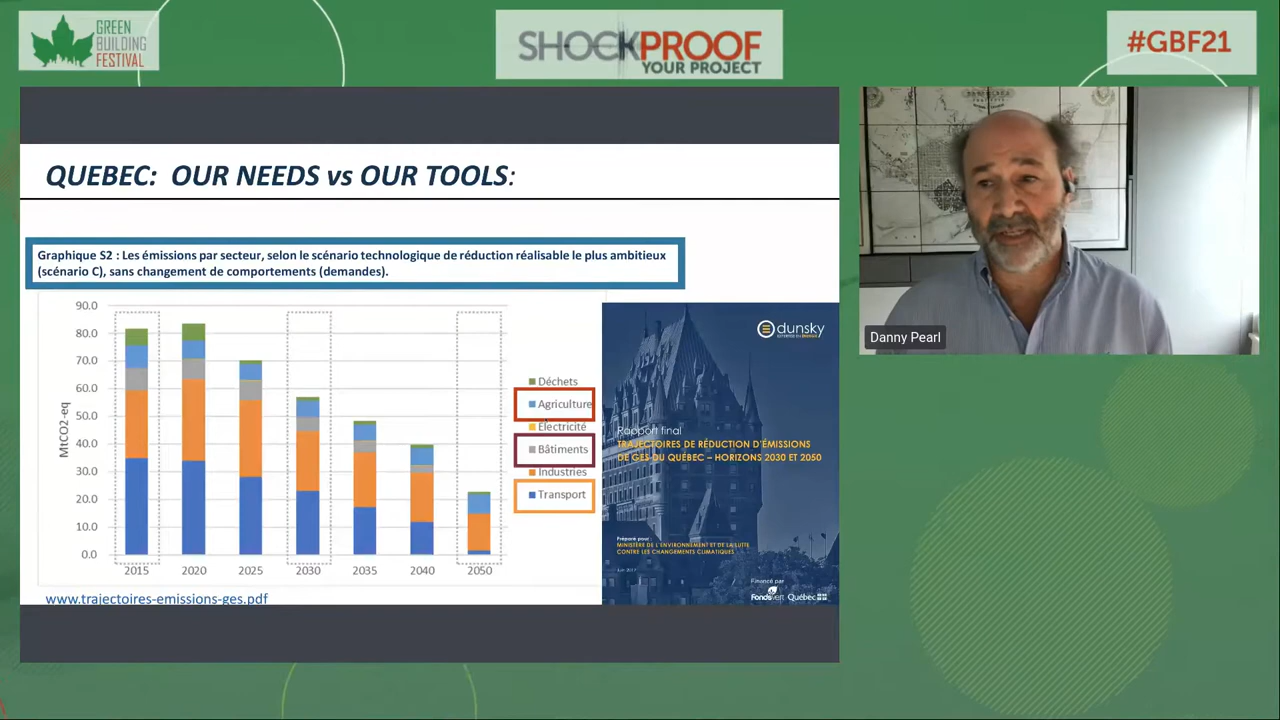 GREEN
BUILDING
FESTIVAL
SHOCKPROOF
YOUR PROJECT
#GBF21
QUEBEC: OUR NEEDS vs OUR TOOLS:
Graphique S2 : Les émissions par secteur, selon le scénario technologique de réduction réalisable le plus ambitieux
(scénario C), sans changement de comportements (demandes).
MtCO2-eq
90.0
80.0
70.0
60.0
50.0
40.0
30.0
20.0
10.0
0.0
2015 2020 2025 2030 2035 2040 2050
Déchets
Agriculture
Électricité
Bâtiments
Industries
Transport
www.trajectoires-emissions-ges.pdf
dunsky
Rapport final
TRAJECTOIRES DE RÉDUCTION D'ÉMISSIONS
DE GES DU QUÉBEC – HORIZONS 2030 ET 2050
Préparé pour :
MINISTÈRE DE L'ENVIRONNEMENT ET DE LA LUTTE
CONTRE LES CHANGEMENTS CLIMATIQUES
Financé par
Fonds vert Québec
Danny Pearl